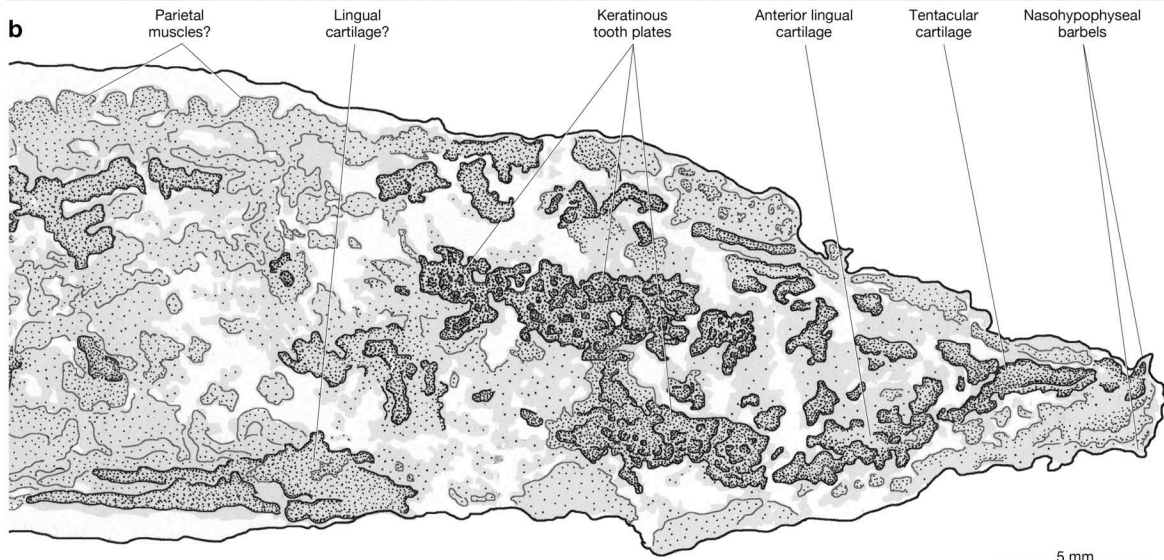 b
Parietal
muscles?
Lingual
cartilage?
Keratinous
tooth plates
Anterior lingual
cartilage
Tentacular
cartilage
Nasohypophyseal
barbels
5 mm